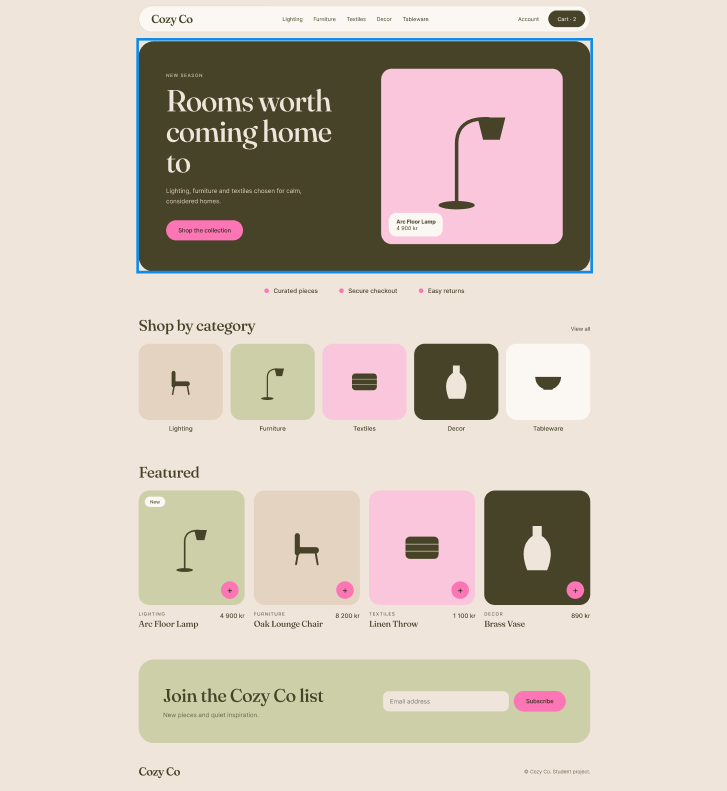 Cozy Co
Lighting Furniture Textiles Decor Tableware
Account
Cart · 2
NEW SEASON
Rooms worth
coming home
to
Lighting, furniture and textiles chosen for calm,
considered homes.
Shop the collection
Arc Floor Lamp
4 900 kr
Curated pieces
Secure checkout
Easy returns
Shop by category
View all
Lighting
Furniture
Textiles
Decor
Tableware
Featured
New
+
+
+
+
LIGHTING
4 900 kr
Arc Floor Lamp
FURNITURE
8 200 kr
Oak Lounge Chair
TEXTILES
1 100 kr
Linen Throw
DECOR
890 kr
Brass Vase
Join the Cozy Co list
New pieces and quiet inspiration.
Email address
Subscribe
Cozy Co
© Cozy Co. Student project.